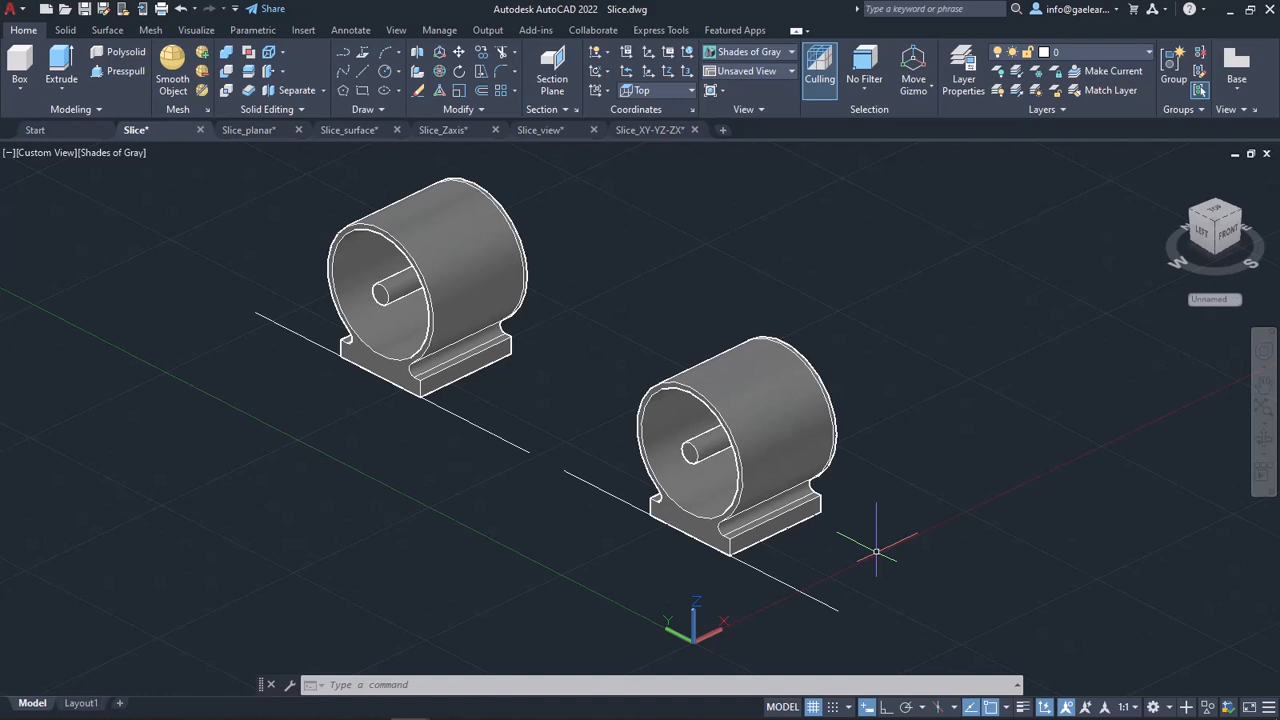 Share
Autodesk AutoCAD 2022 Slice.dwg
Type a keyword or phrase
info@gaelear...
Home Solid Surface Mesh Visualize Parametric Insert Annotate View Manage Output Add-ins Collaborate Express Tools Featured Apps
Box
Extrude
Polysolid
Presspull
Smooth
Object
Separate
Section
Plane
Top
Shades of Gray
Unsaved View
Culling
No Filter
Move
Gizmo
Layer
Properties
0
Make Current
Match Layer
Group
Base
Modeling Mesh Solid Editing Draw Modify Section Coordinates View Selection Layers Groups View
Start Slice* Slice_planar* Slice_surface* Slice_Zaxis* Slice_view* Slice_XY-YZ-ZX*
[−][Custom View][Shades of Gray]
TOP
LEFT
FRONT
W
S
Unnamed
Z
Y
X
Type a command
Model Layout1
MODEL
1:1